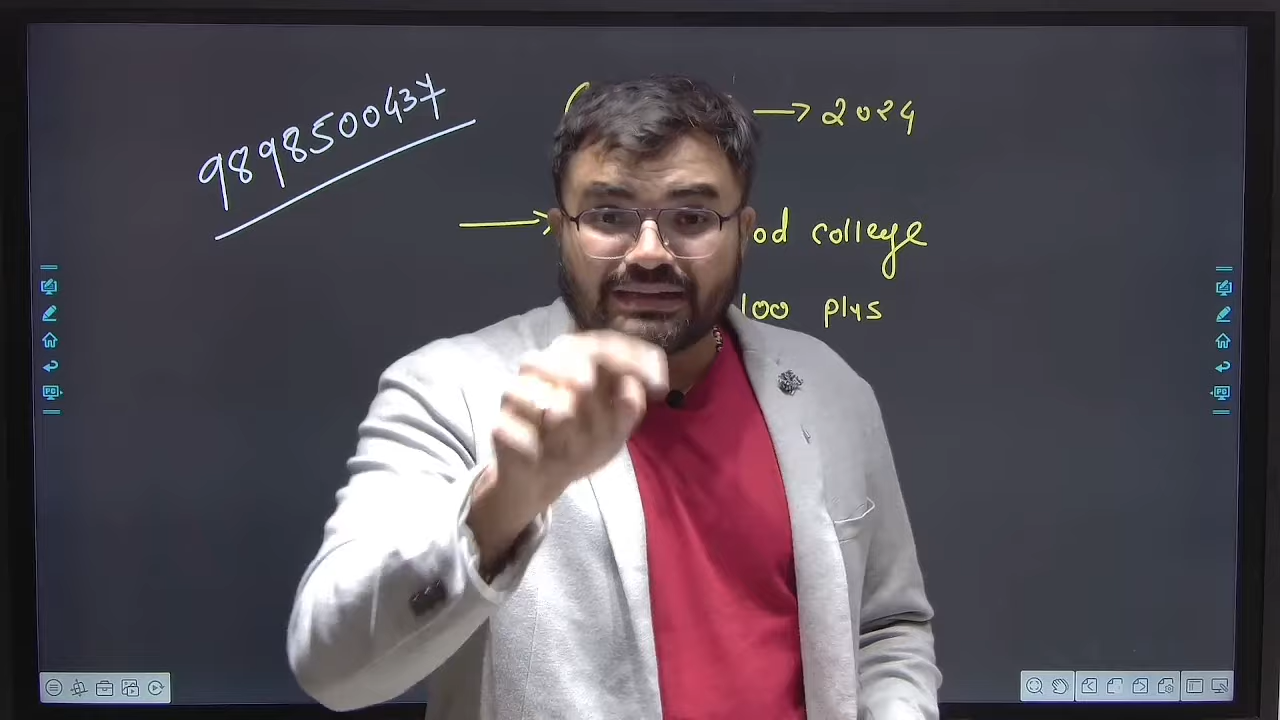 9898500437
→ 2024
→ od college
100 plus